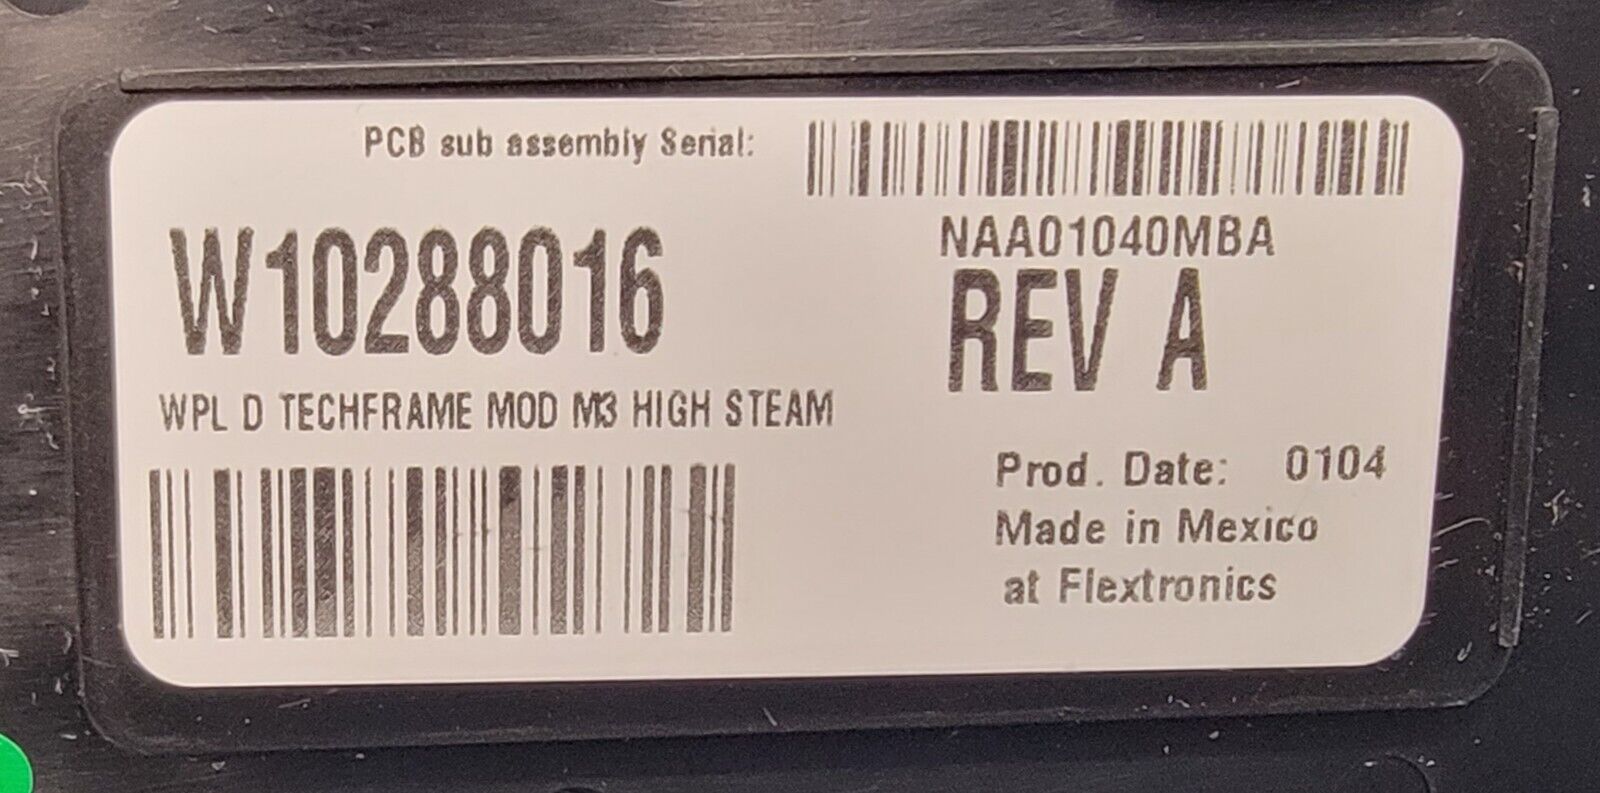 PCB sub assembly Serial:
NAA01040MBA
W10288016
REV A
WPL D TECHFRAME MOD M3 HIGH STEAM
Prod. Date: 0104
Made in Mexico
at Flextronics